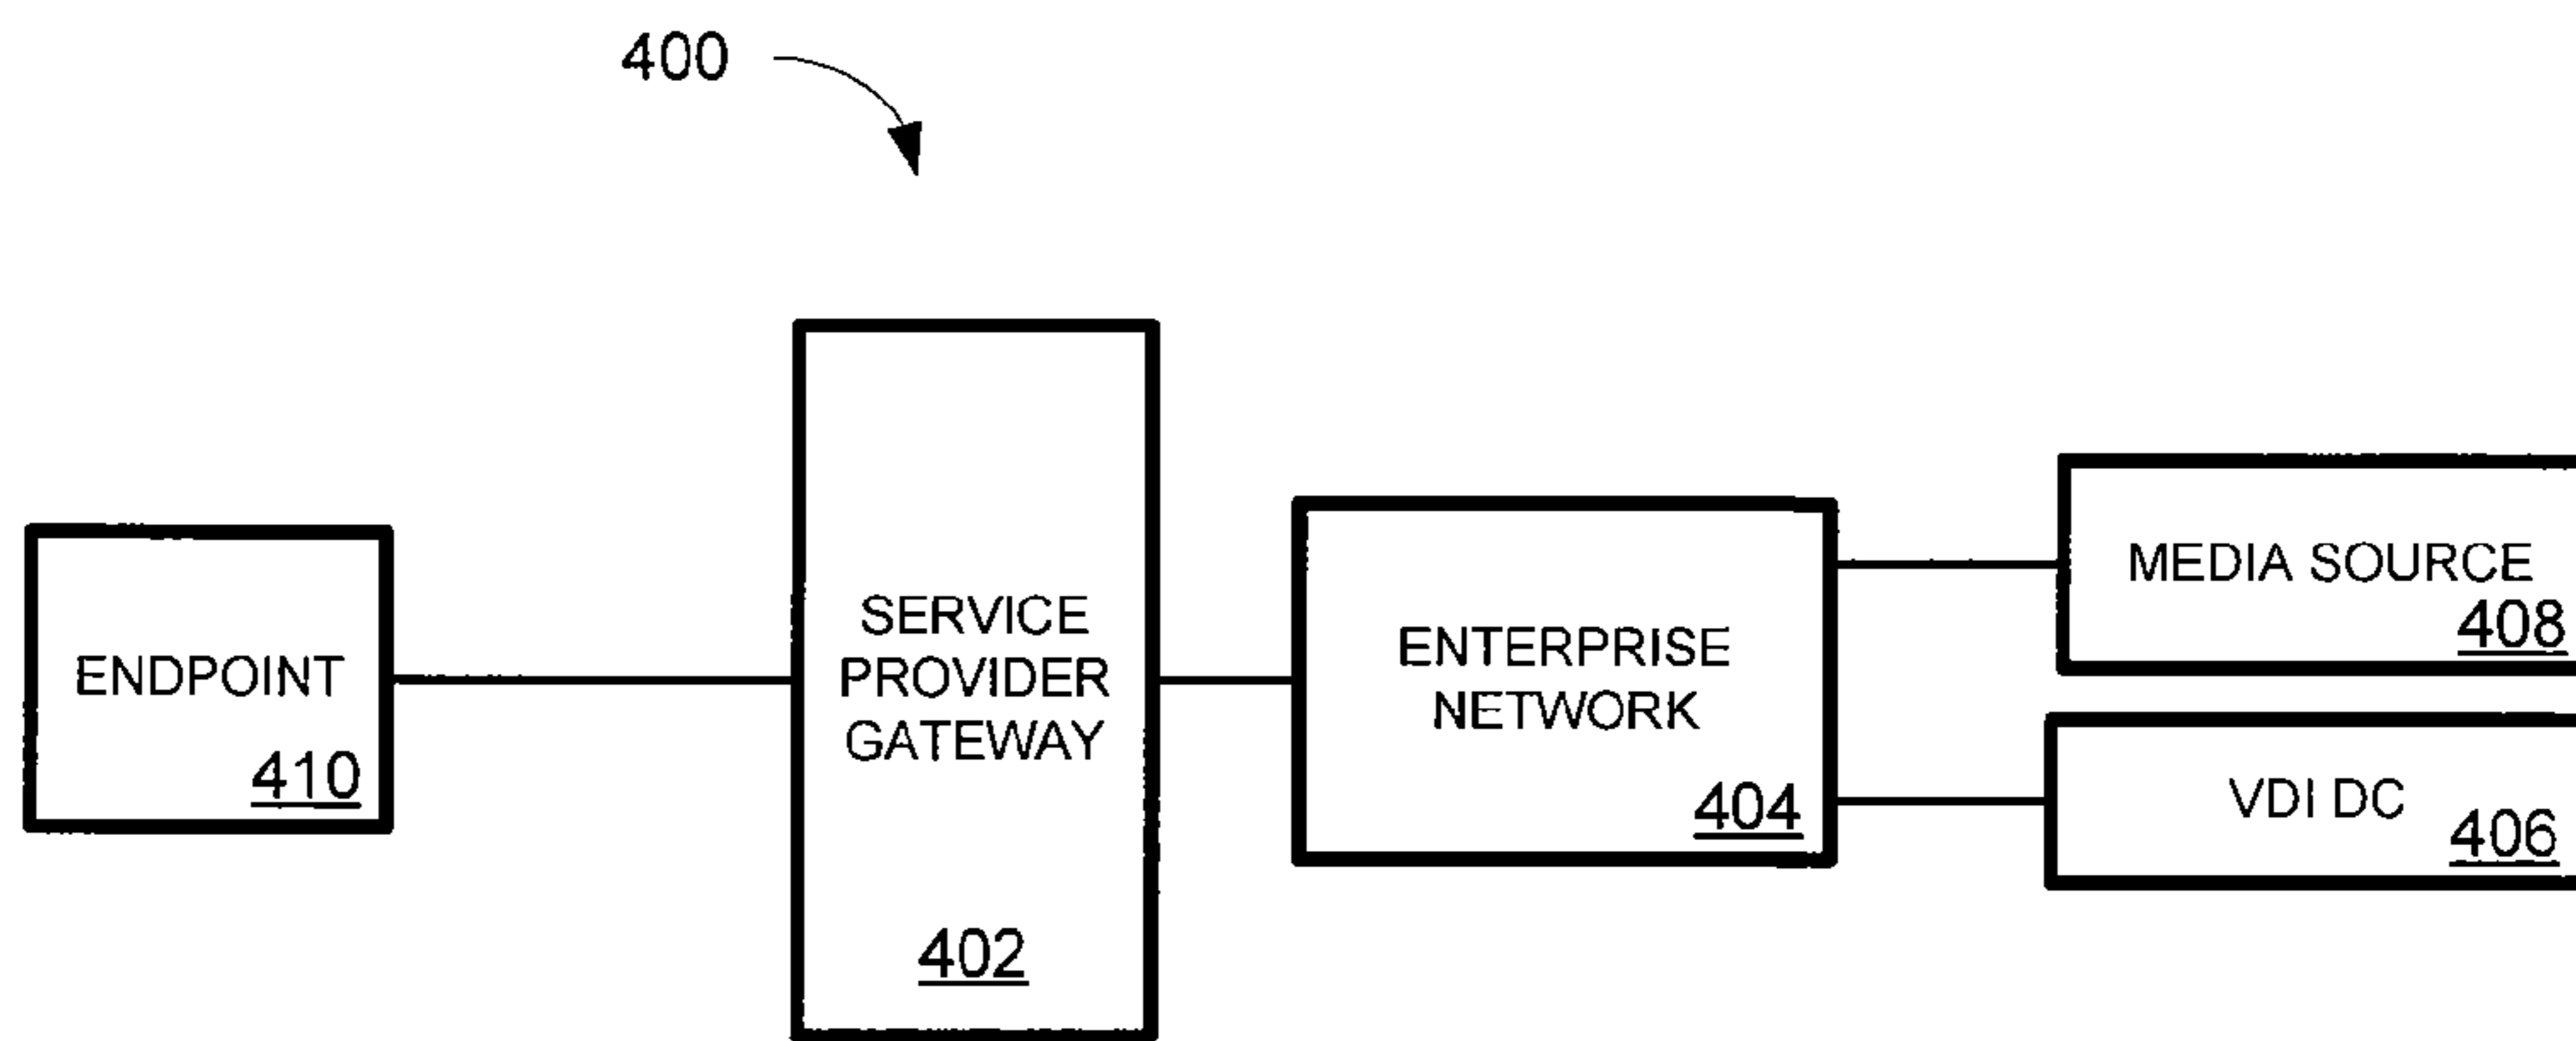 400
ENDPOINT
410
SERVICE
PROVIDER
GATEWAY
402
ENTERPRISE
NETWORK
404
MEDIA SOURCE
408
VDI DC
406